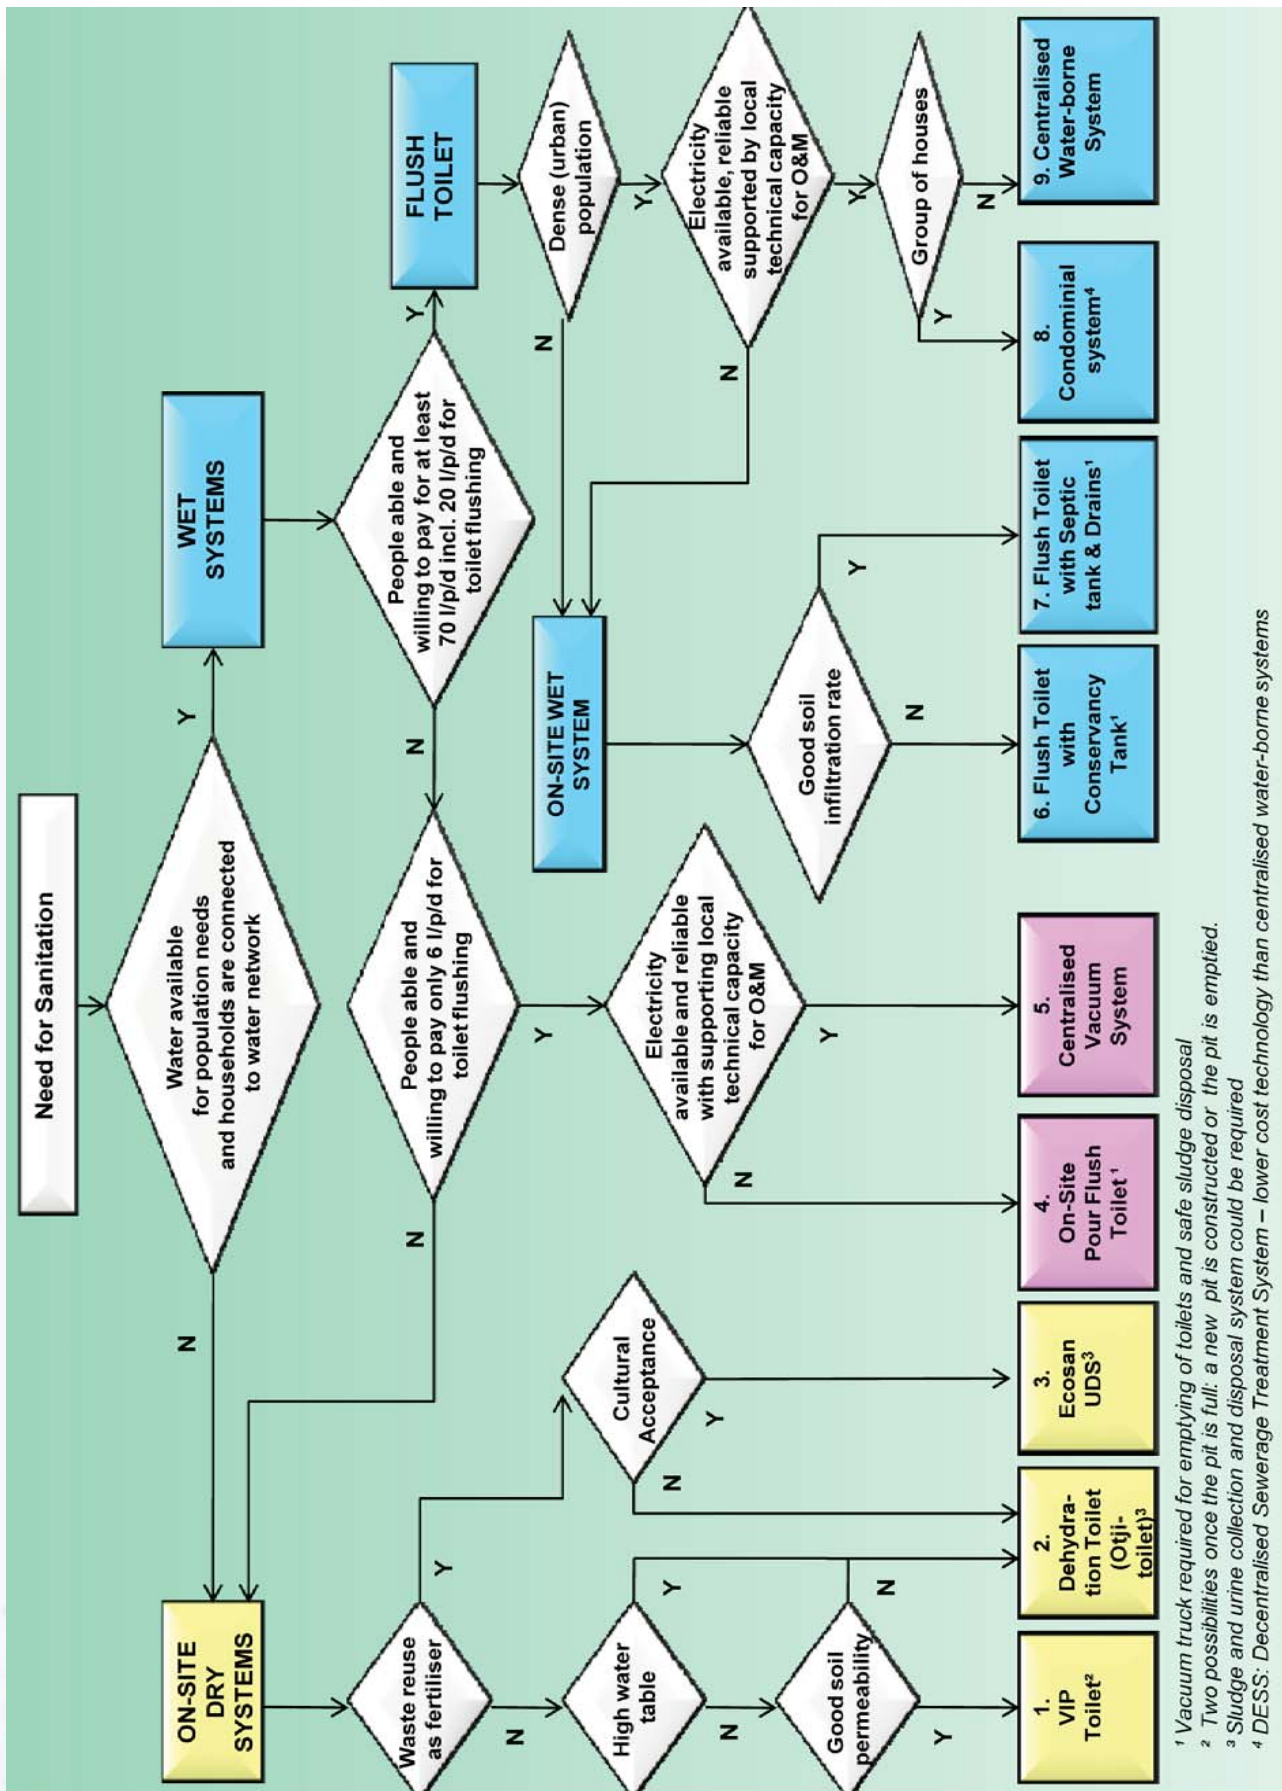 Need for Sanitation
Water available
for population needs
and households are connected
to water network
N
Y
ON-SITE
DRY
SYSTEMS
WET
SYSTEMS
People able and
willing to pay for at least
70 l/p/d incl. 20 l/p/d for
toilet flushing
N
Y
FLUSH
TOILET
People able and
willing to pay only 6 l/p/d for
toilet flushing
N
Y
Waste reuse
as fertiliser
N
Y
High water
table
N
Y
Good soil
permeability
Y
N
Cultural
Acceptance
N
Y
Electricity
available and reliable
with supporting local
technical capacity
for O&M
N
Y
ON-SITE WET
SYSTEM
Good soil
infiltration rate
N
Y
Dense (urban)
population
N
Y
Electricity
available, reliable
supported by local
technical capacity
for O&M
N
Y
Group of houses
Y
N
1.
VIP
Toilet²
2.
Dehydra-
tion Toilet
(Otji-
toilet)³
3.
Ecosan
UDS³
4.
On-Site
Pour Flush
Toilet ¹
5.
Centralised
Vacuum
System
6. Flush Toilet
with
Conservancy
Tank¹
7. Flush Toilet
with Septic
tank & Drains¹
8.
Condominial
system⁴
9. Centralised
Water-borne
System
¹ Vacuum truck required for emptying of toilets and safe sludge disposal
² Two possibilities once the pit is full: a new pit is constructed or the pit is emptied.
³ Sludge and urine collection and disposal system could be required
⁴ DESS: Decentralised Sewerage Treatment System – lower cost technology than centralised water-borne systems